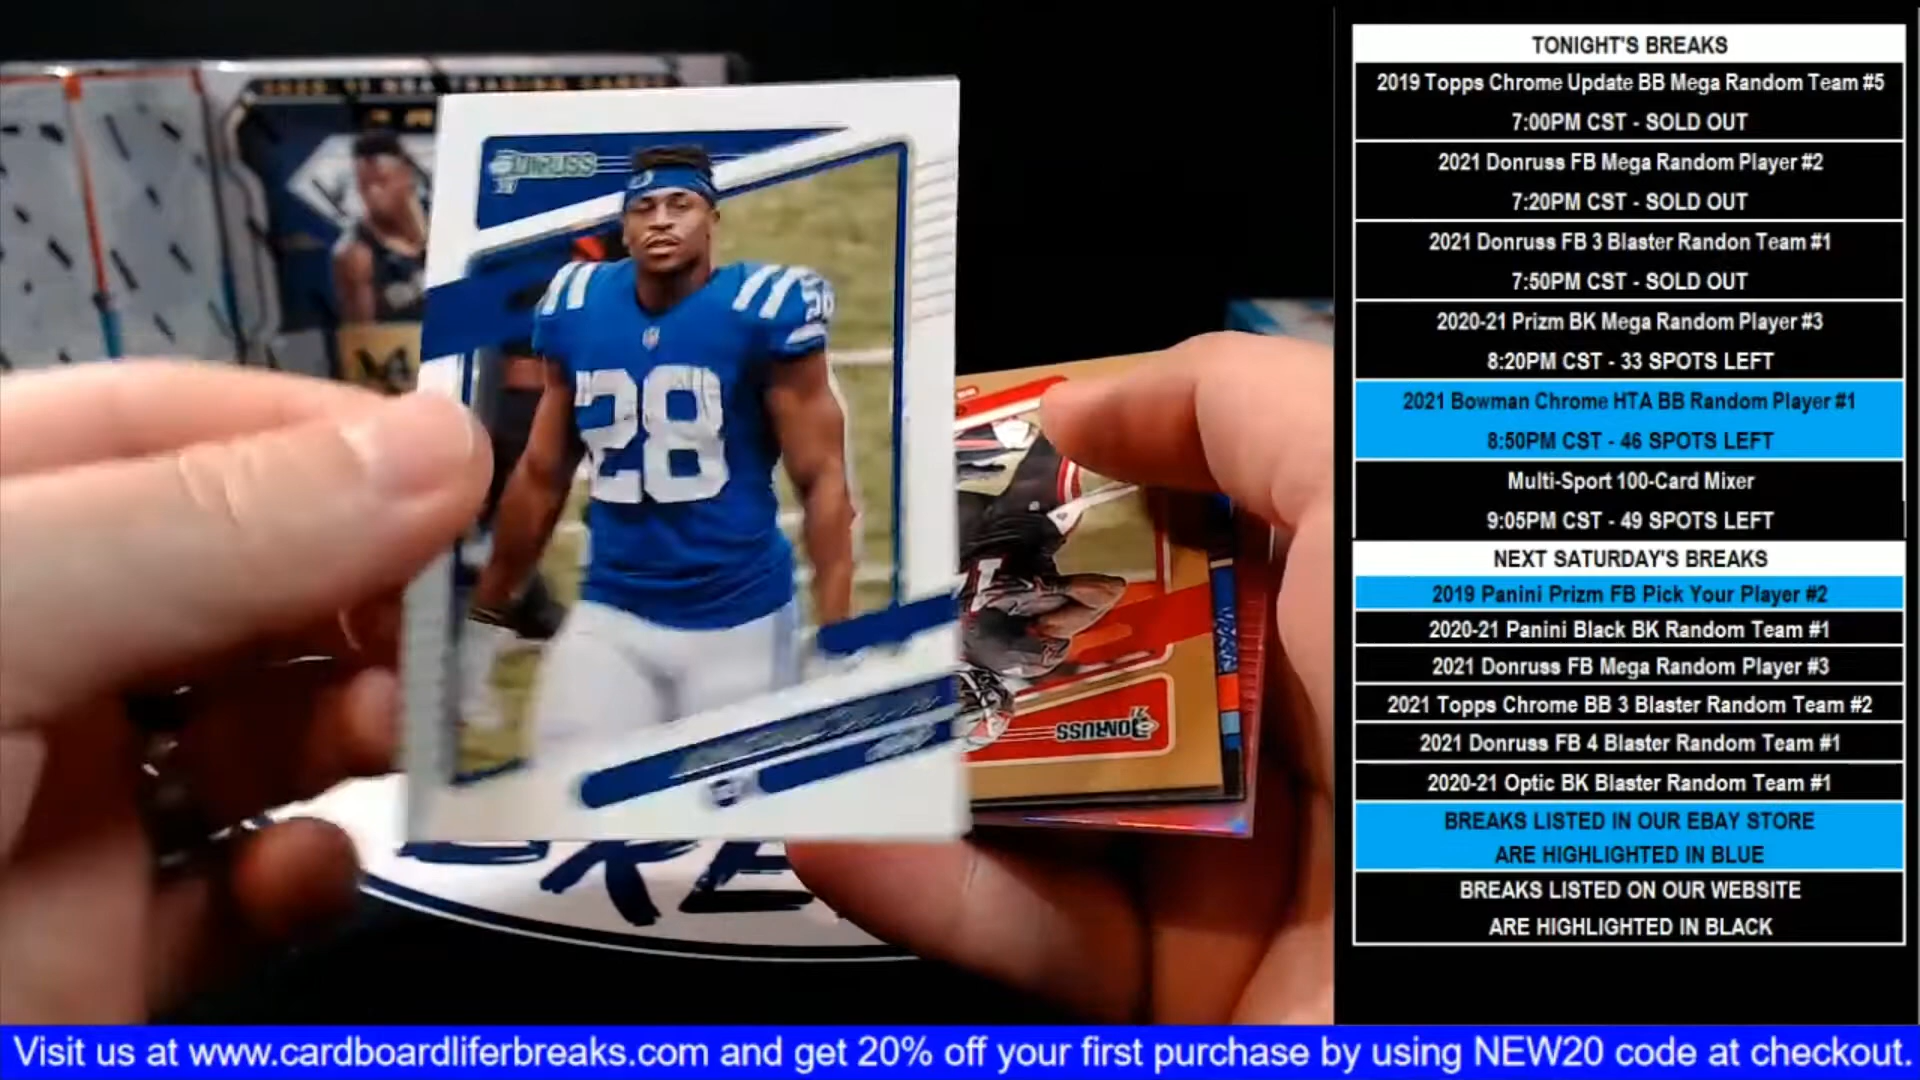 TONIGHT'S BREAKS
2019 Topps Chrome Update BB Mega Random Team #5
7:00PM CST - SOLD OUT
2021 Donruss FB Mega Random Player #2
7:20PM CST - SOLD OUT
2021 Donruss FB 3 Blaster Randon Team #1
7:50PM CST - SOLD OUT
2020-21 Prizm BK Mega Random Player #3
8:20PM CST - 33 SPOTS LEFT
2021 Bowman Chrome HTA BB Random Player #1
8:50PM CST - 46 SPOTS LEFT
Multi-Sport 100-Card Mixer
9:05PM CST - 49 SPOTS LEFT
NEXT SATURDAY'S BREAKS
2019 Panini Prizm FB Pick Your Player #2
2020-21 Panini Black BK Random Team #1
2021 Donruss FB Mega Random Player #3
2021 Topps Chrome BB 3 Blaster Random Team #2
2021 Donruss FB 4 Blaster Random Team #1
2020-21 Optic BK Blaster Random Team #1
BREAKS LISTED IN OUR EBAY STORE
ARE HIGHLIGHTED IN BLUE
BREAKS LISTED ON OUR WEBSITE
ARE HIGHLIGHTED IN BLACK
DONRUSS
28
28
DONRUSS
Visit us at www.cardboardliferbreaks.com and get 20% off your first purchase by using NEW20 code at checkout.